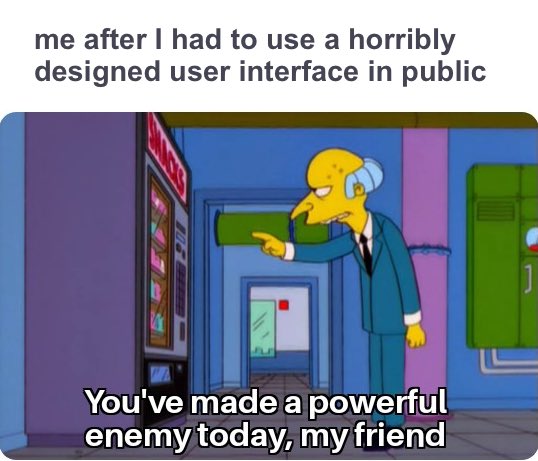 me after I had to use a horribly
designed user interface in public
SNACKS
You've made a powerful
enemy today, my friend